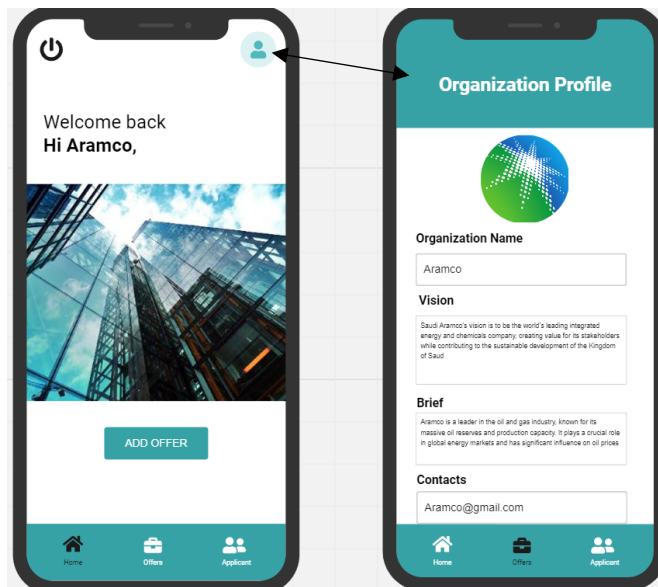 Welcome back
Hi Aramco,
ADD OFFER
Home
Offers
Applicant
Organization Profile
Organization Name
Aramco
Vision
Saudi Aramco's vision is to be the world's leading integrated
energy and chemicals company, creating value for its stakeholders
while contributing to the sustainable development of the Kingdom
of Saud
Brief
Aramco is a leader in the oil and gas industry, known for its
massive oil reserves and production capacity. It plays a crucial role
in global energy markets and has significant influence on oil prices
Contacts
Aramco@gmail.com
Home
Offers
Applicant